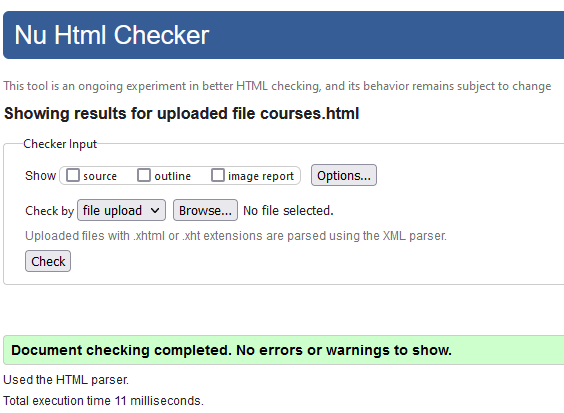 Nu Html Checker
This tool is an ongoing experiment in better HTML checking, and its behavior remains subject to change
Showing results for uploaded file courses.html
Checker Input
Show source outline image report Options...
Check by file upload Browse... No file selected.
Uploaded files with .xhtml or .xht extensions are parsed using the XML parser.
Check
Document checking completed. No errors or warnings to show.
Used the HTML parser.
Total execution time 11 milliseconds.